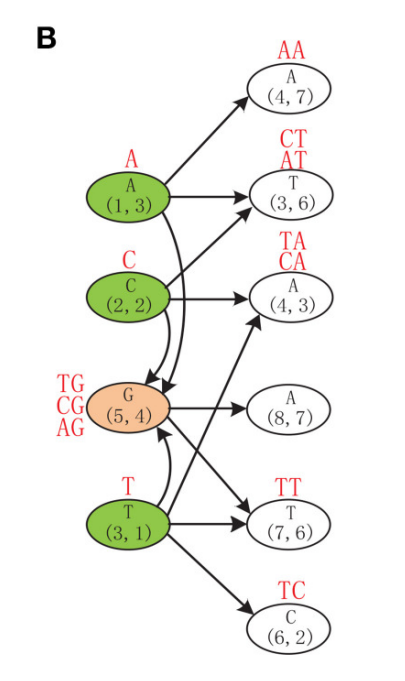 B
AA
A
(4, 7)
CT
AT
T
(3, 6)
A
A
(1, 3)
TA
CA
A
(4, 3)
C
C
(2, 2)
TG
CG
AG
G
(5, 4)
A
(8, 7)
T
T
(3, 1)
TT
T
(7, 6)
TC
C
(6, 2)